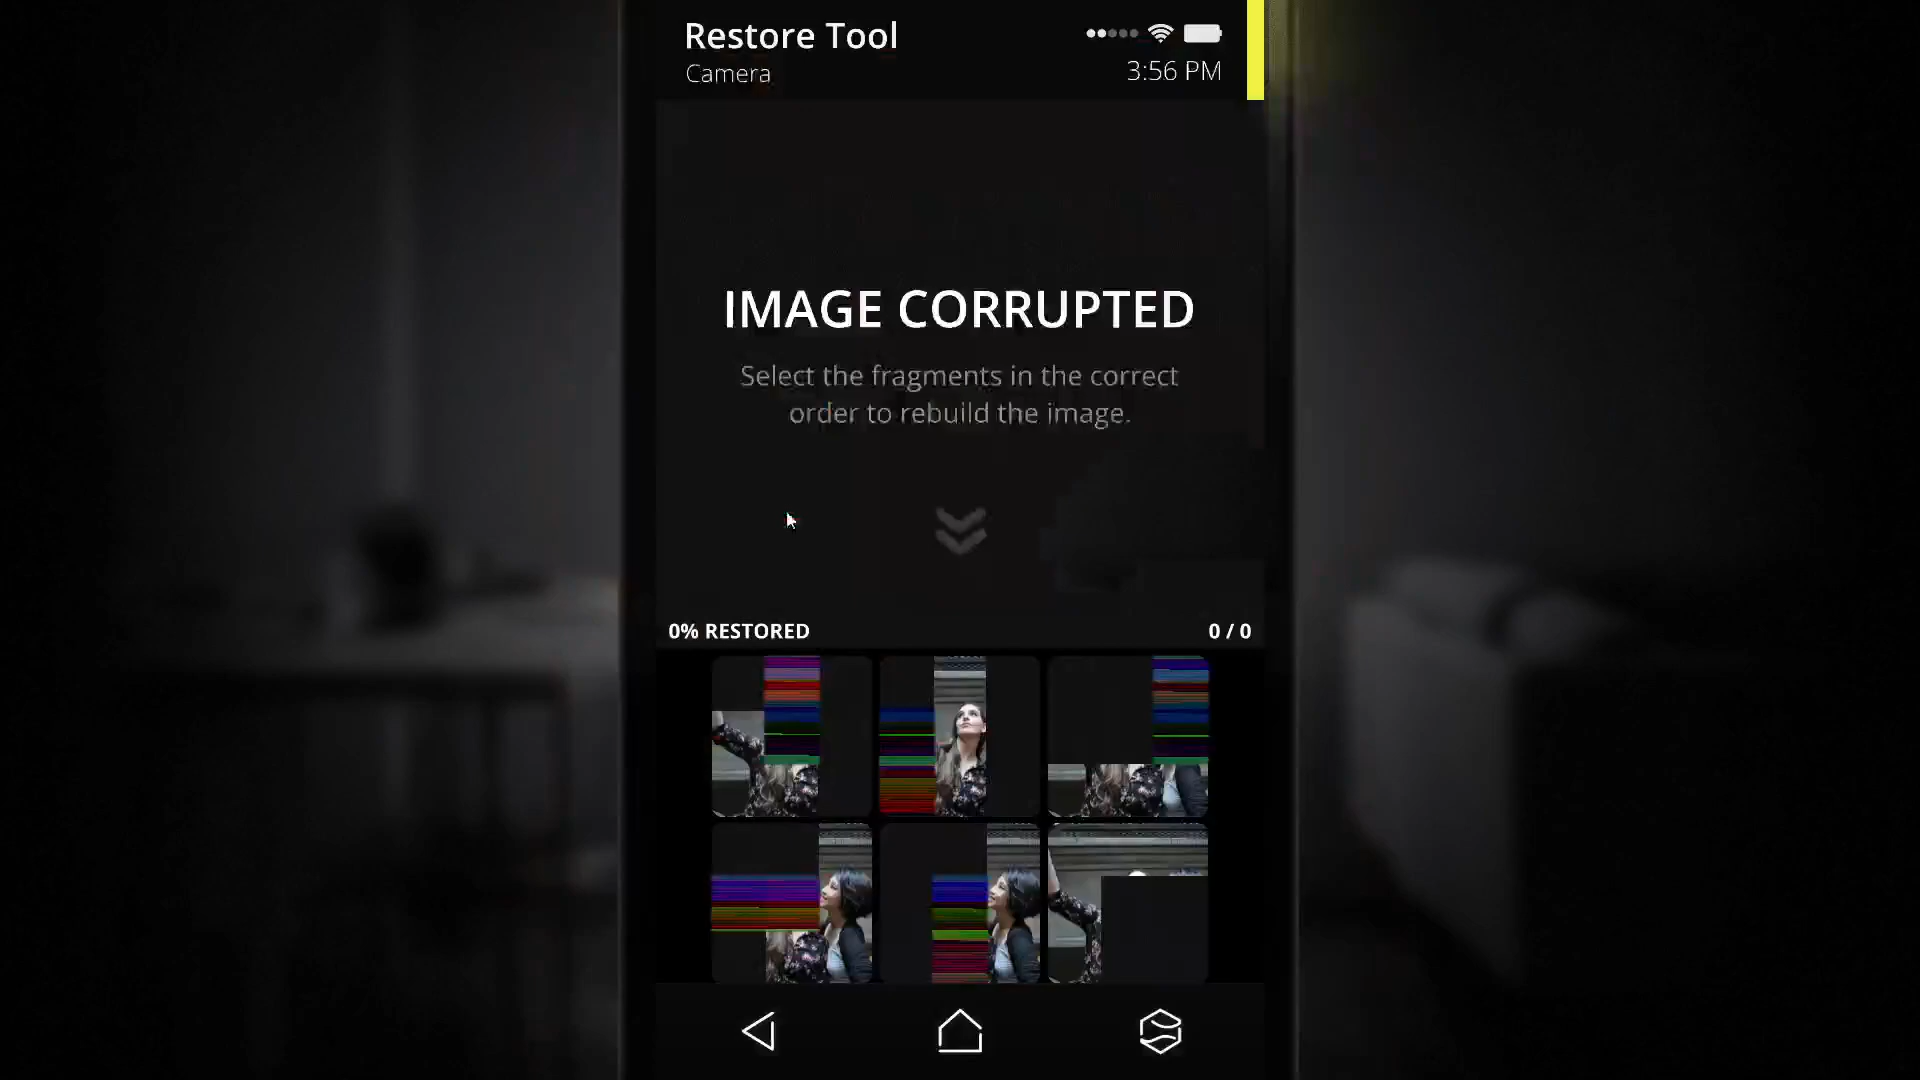 Restore Tool
Camera
3:56 PM
IMAGE CORRUPTED
Select the fragments in the correct
order to rebuild the image.
0% RESTORED
0 / 0